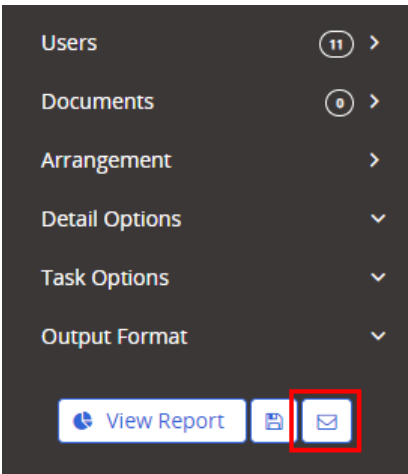 Users 11
Documents 0
Arrangement
Detail Options
Task Options
Output Format
View Report